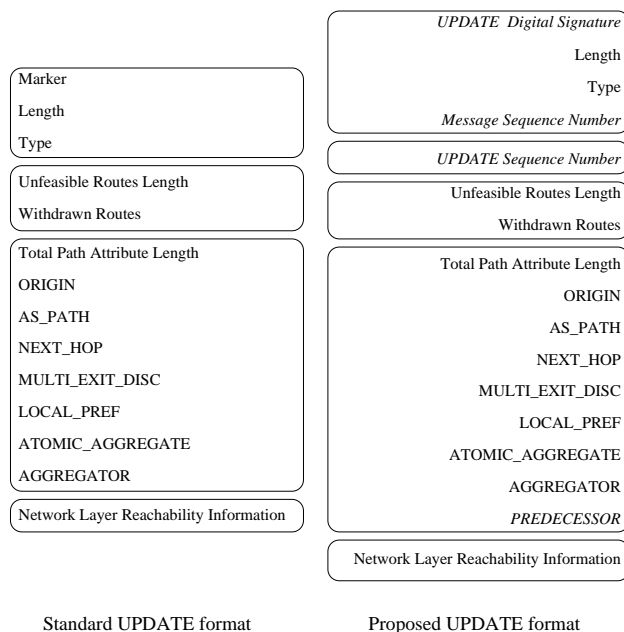 Marker
Length
Type
Unfeasible Routes Length
Withdrawn Routes
Total Path Attribute Length
ORIGIN
AS_PATH
NEXT_HOP
MULTI_EXIT_DISC
LOCAL_PREF
ATOMIC_AGGREGATE
AGGREGATOR
Network Layer Reachability Information
Standard UPDATE format
UPDATE Digital Signature
Length
Type
Message Sequence Number
UPDATE Sequence Number
Unfeasible Routes Length
Withdrawn Routes
Total Path Attribute Length
ORIGIN
AS_PATH
NEXT_HOP
MULTI_EXIT_DISC
LOCAL_PREF
ATOMIC_AGGREGATE
AGGREGATOR
PREDECESSOR
Network Layer Reachability Information
Proposed UPDATE format